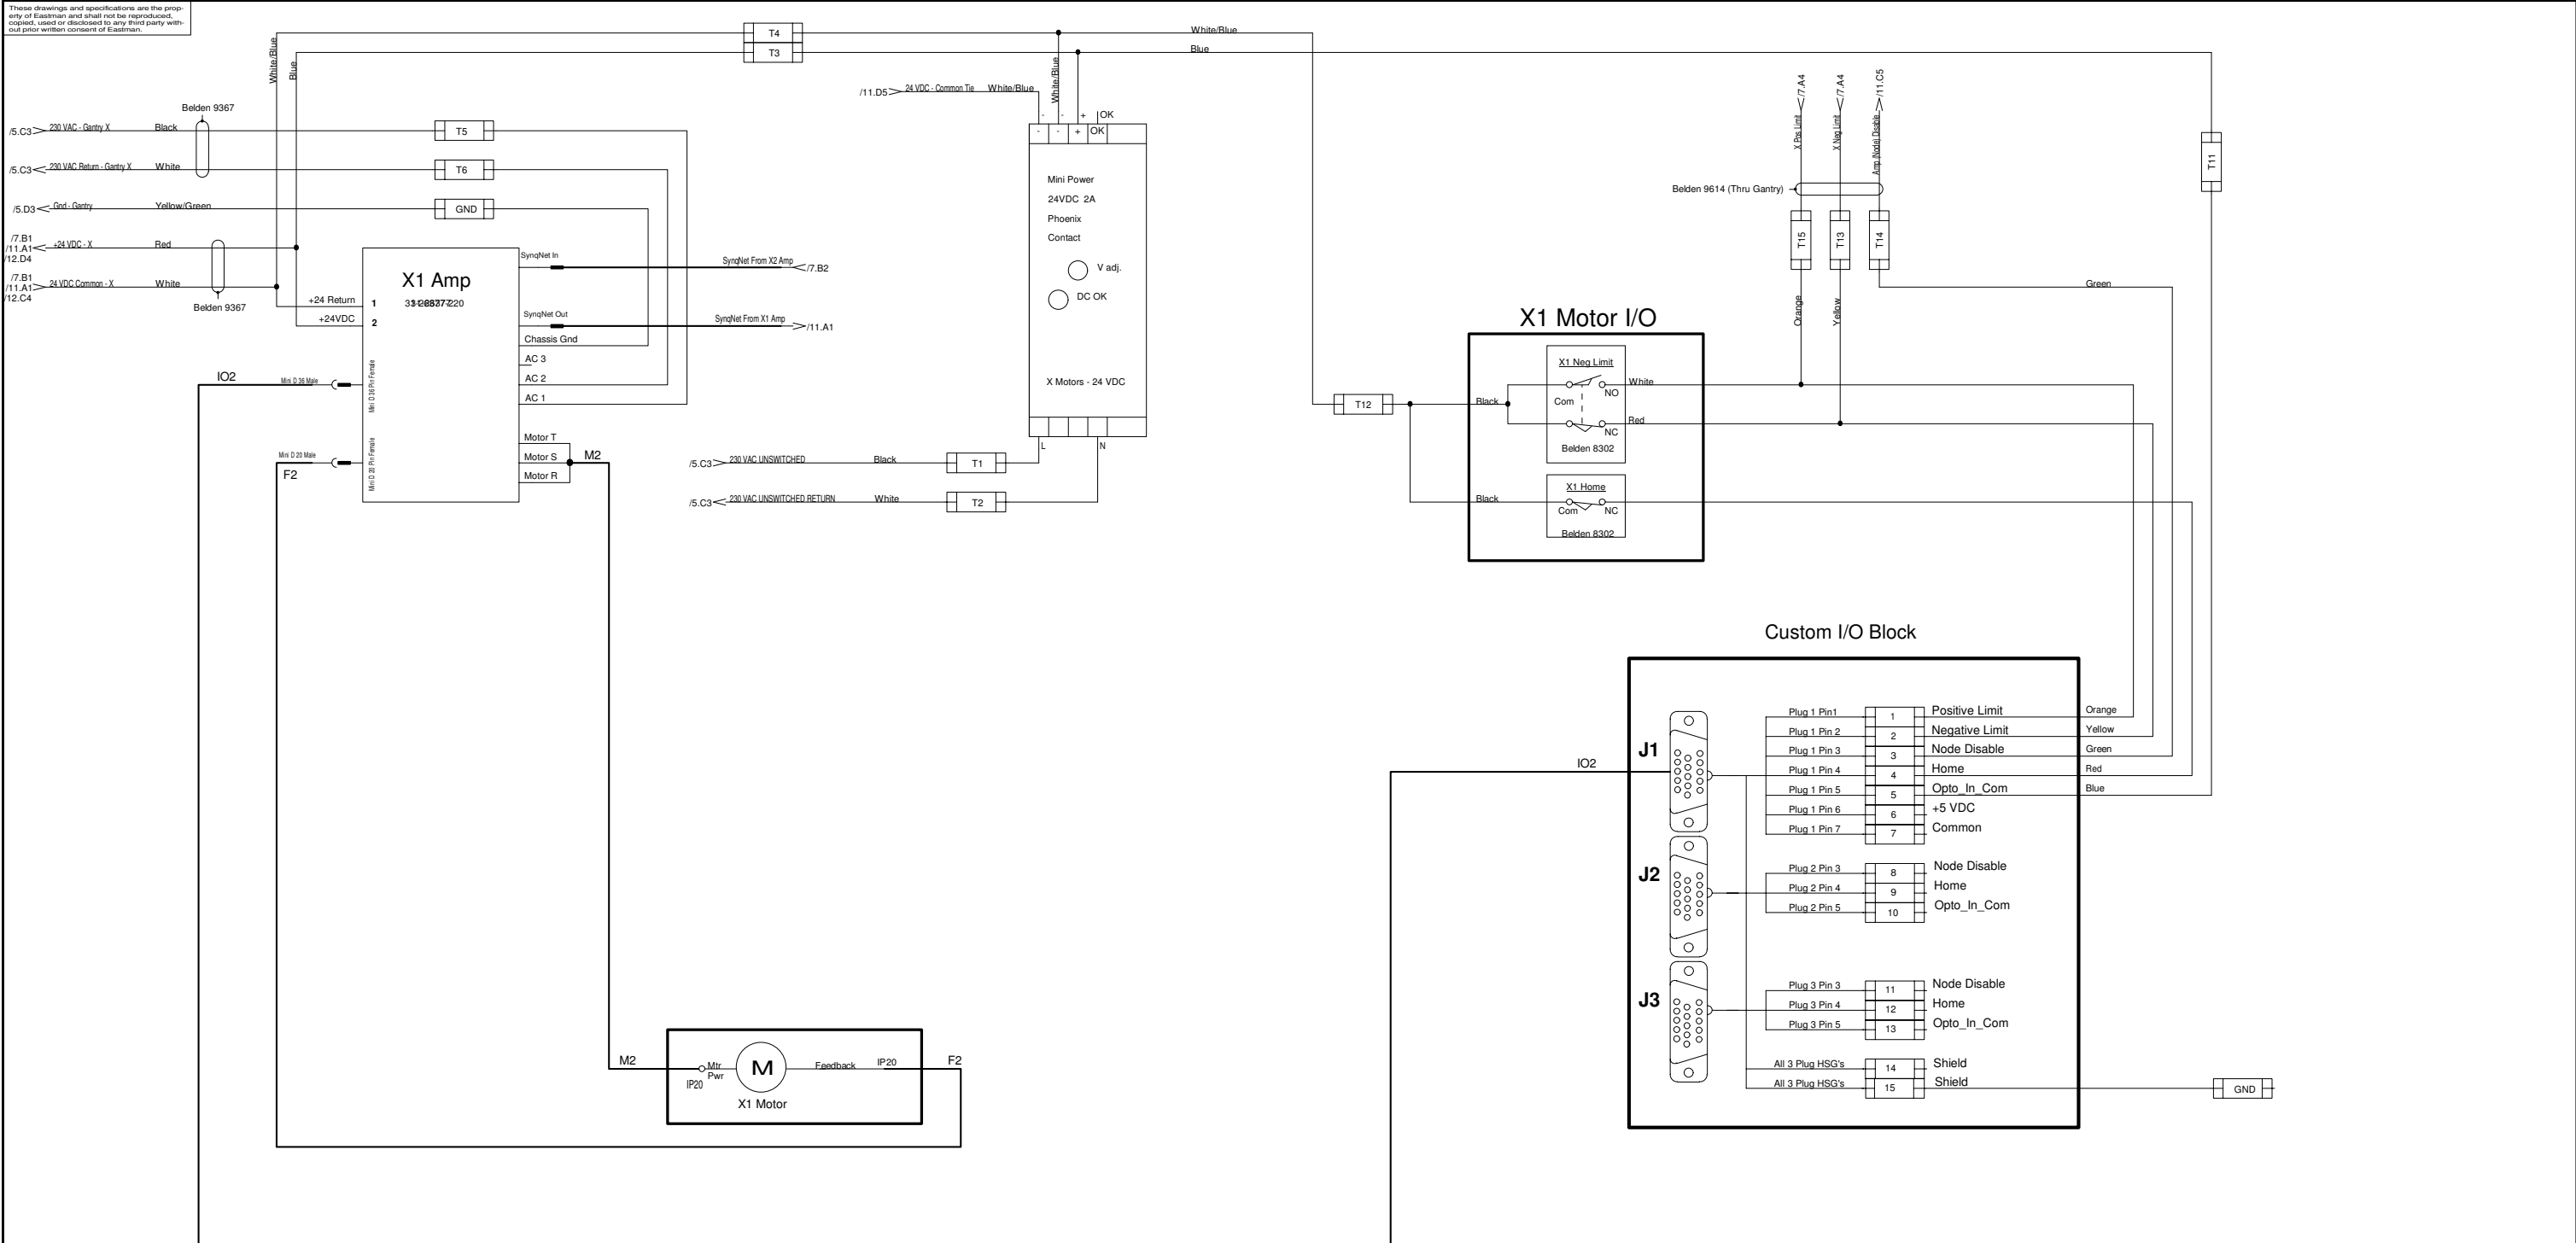 These drawings and specifications are the prop-
erty of Eastman and shall not be reproduced,
copied, used or disclosed to any third party with-
out prior written consent of Eastman.
White/Blue
Blue
T4
T3
White/Blue
Blue
/11.D5
24 VDC - Common Tie
White/Blue
White/Blue
Belden 9367
/5.C3
230 VAC - Gantry X
Black
T5
/5.C3
230 VAC Return - Gantry X
White
T6
/5.D3
Gnd - Gantry
Yellow/Green
GND
/7.B1
/11.A1
/12.D4
+24 VDC - X
Red
/7.B1
/11.A1
/12.C4
24 VDC Common - X
White
Belden 9367
X1 Amp
+24 Return
1
+24VDC
2
SynqNet In
SynqNet From X2 Amp
/7.B2
SynqNet Out
SynqNet From X1 Amp
/11.A1
Chassis Gnd
AC 3
AC 2
AC 1
Motor T
Motor S
Motor R
M2
IO2
Mini D 36 Male
Mini D 36 Pin Female
Mini D 20 Male
F2
Mini D 20 Pin Female
- - + OK
- - + OK
Mini Power
24VDC 2A
Phoenix
Contact
V adj.
DC OK
X Motors - 24 VDC
L
N
/5.C3
230 VAC UNSWITCHED
Black
T1
/5.C3
230 VAC UNSWITCHED RETURN
White
T2
/7.A4
/7.A4
/11.C5
X Pos Limit
X Neg Limit
Amp (Node) Disable
Belden 9614 (Thru Gantry)
T15
T13
T14
T11
Orange
Yellow
Green
X1 Motor I/O
T12
Black
X1 Neg Limit
NO
White
Com
NC
Red
Belden 8302
Black
X1 Home
Com
NC
Belden 8302
Custom I/O Block
IO2
J1
Plug 1 Pin1
1
Positive Limit
Orange
Plug 1 Pin 2
2
Negative Limit
Yellow
Plug 1 Pin 3
3
Node Disable
Green
Plug 1 Pin 4
4
Home
Red
Plug 1 Pin 5
5
Opto_In_Com
Blue
Plug 1 Pin 6
6
+5 VDC
Plug 1 Pin 7
7
Common
J2
Plug 2 Pin 3
8
Node Disable
Plug 2 Pin 4
9
Home
Plug 2 Pin 5
10
Opto_In_Com
J3
Plug 3 Pin 3
11
Node Disable
Plug 3 Pin 4
12
Home
Plug 3 Pin 5
13
Opto_In_Com
All 3 Plug HSG's
14
Shield
All 3 Plug HSG's
15
Shield
GND
M2
Mtr
Pwr
IP20
M
Feedback
IP20
F2
X1 Motor